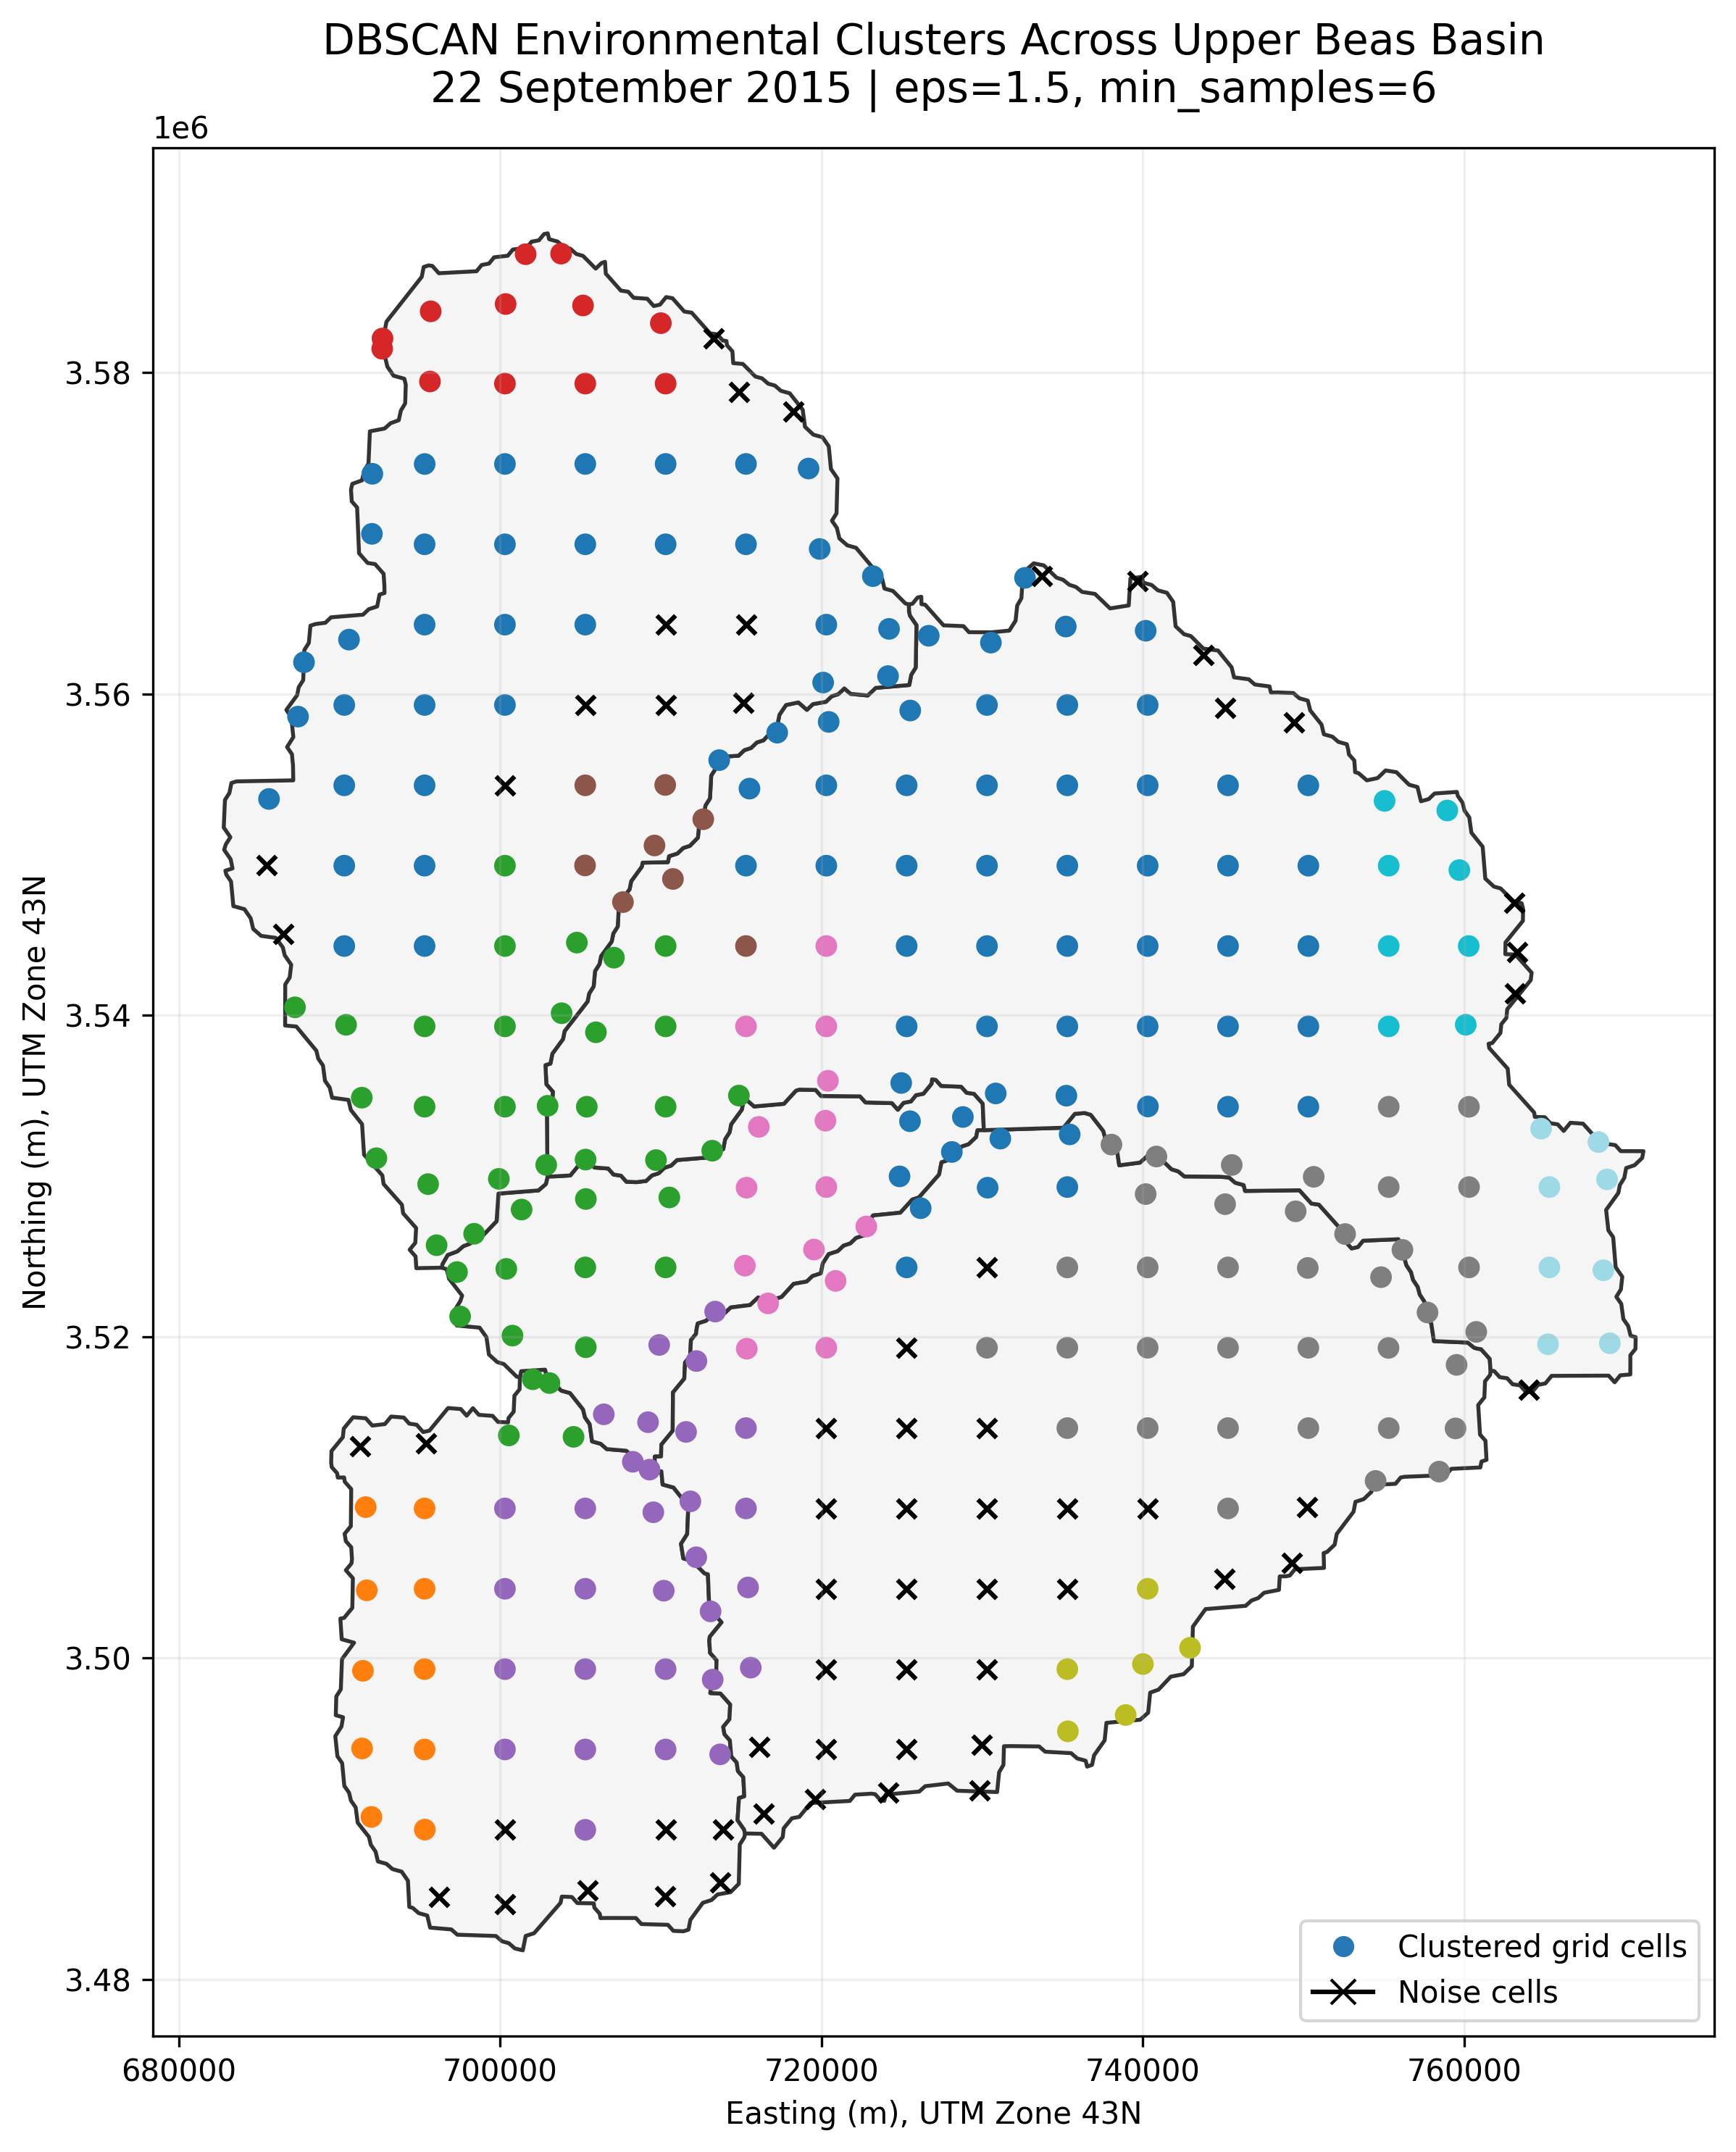 DBSCAN Environmental Clusters Across Upper Beas Basin
22 September 2015 | eps=1.5, min_samples=6
1e6
3.58
3.56
3.54
3.52
3.50
3.48
Northing (m), UTM Zone 43N
Clustered grid cells
Noise cells
680000
700000
720000
740000
760000
Easting (m), UTM Zone 43N